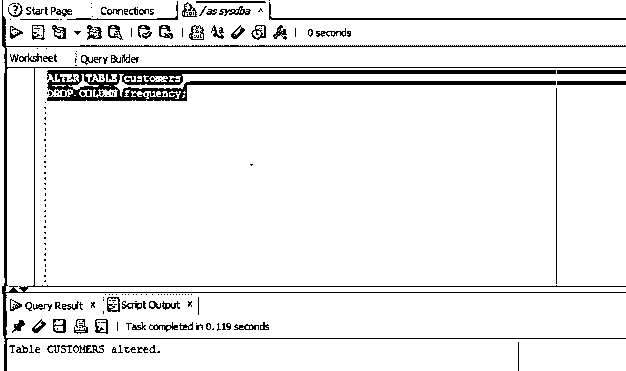 Start Page Connections / as sysdba
0 seconds
Worksheet Query Builder
ALTER TABLE customers
DROP COLUMN frequency;
Query Result × Script Output ×
Task completed in 0.119 seconds
Table CUSTOMERS altered.